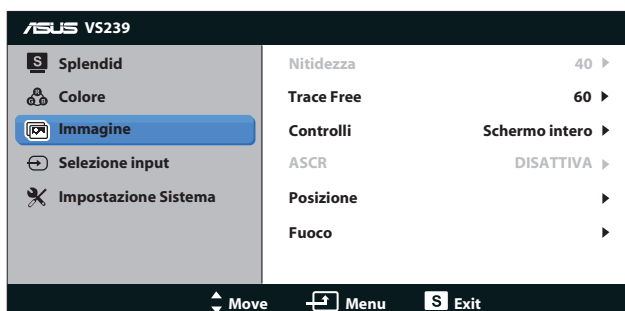 ASUS VS239
S Splendid
Colore
Immagine
Selezione input
Impostazione Sistema
Nitidezza 40
Trace Free 60
Controlli Schermo intero
ASCR DISATTIVA
Posizione
Fuoco
Move Menu S Exit